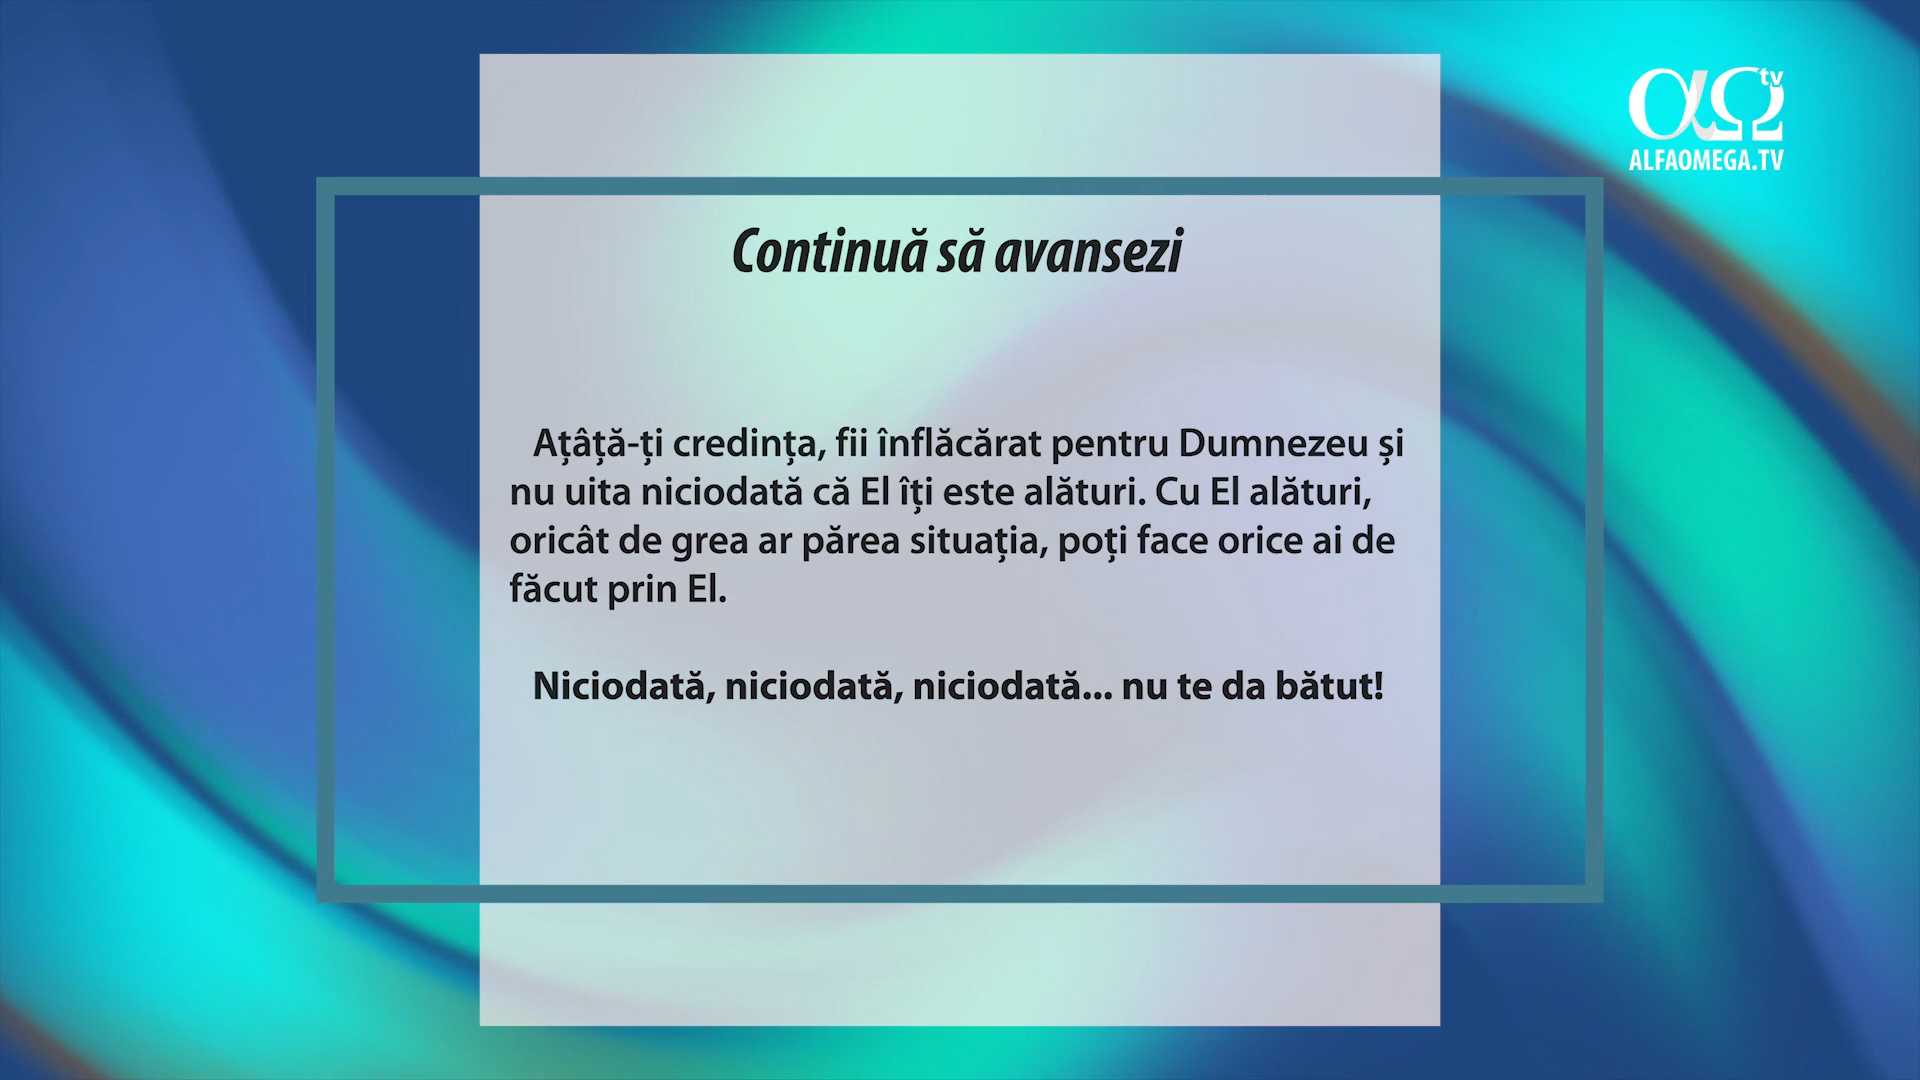 tv
αΩ
ALFAOMEGA.TV
Continuă să avansezi
Ațâță-ți credința, fii înflăcărat pentru Dumnezeu și
nu uita niciodată că El îți este alături. Cu El alături,
oricât de grea ar părea situația, poți face orice ai de
făcut prin El.
Niciodată, niciodată, niciodată... nu te da bătut!